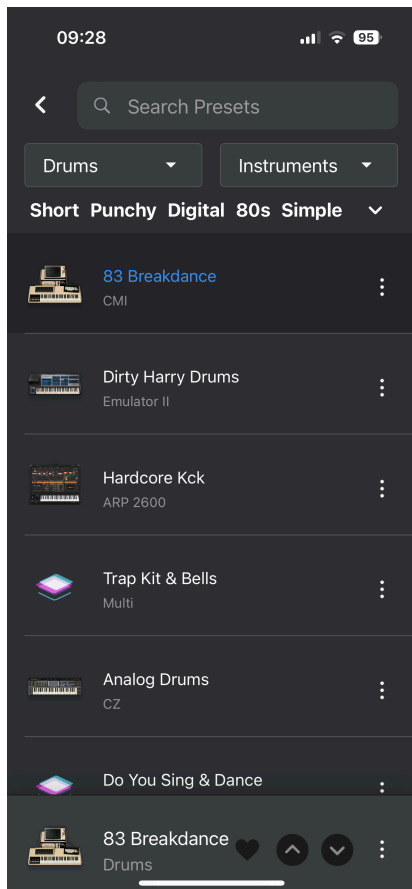 09:28
95
Search Presets
Drums
Instruments
Short Punchy Digital 80s Simple
83 Breakdance
CMI
Dirty Harry Drums
Emulator II
Hardcore Kck
ARP 2600
Trap Kit & Bells
Multi
Analog Drums
CZ
Do You Sing & Dance
83 Breakdance
Drums